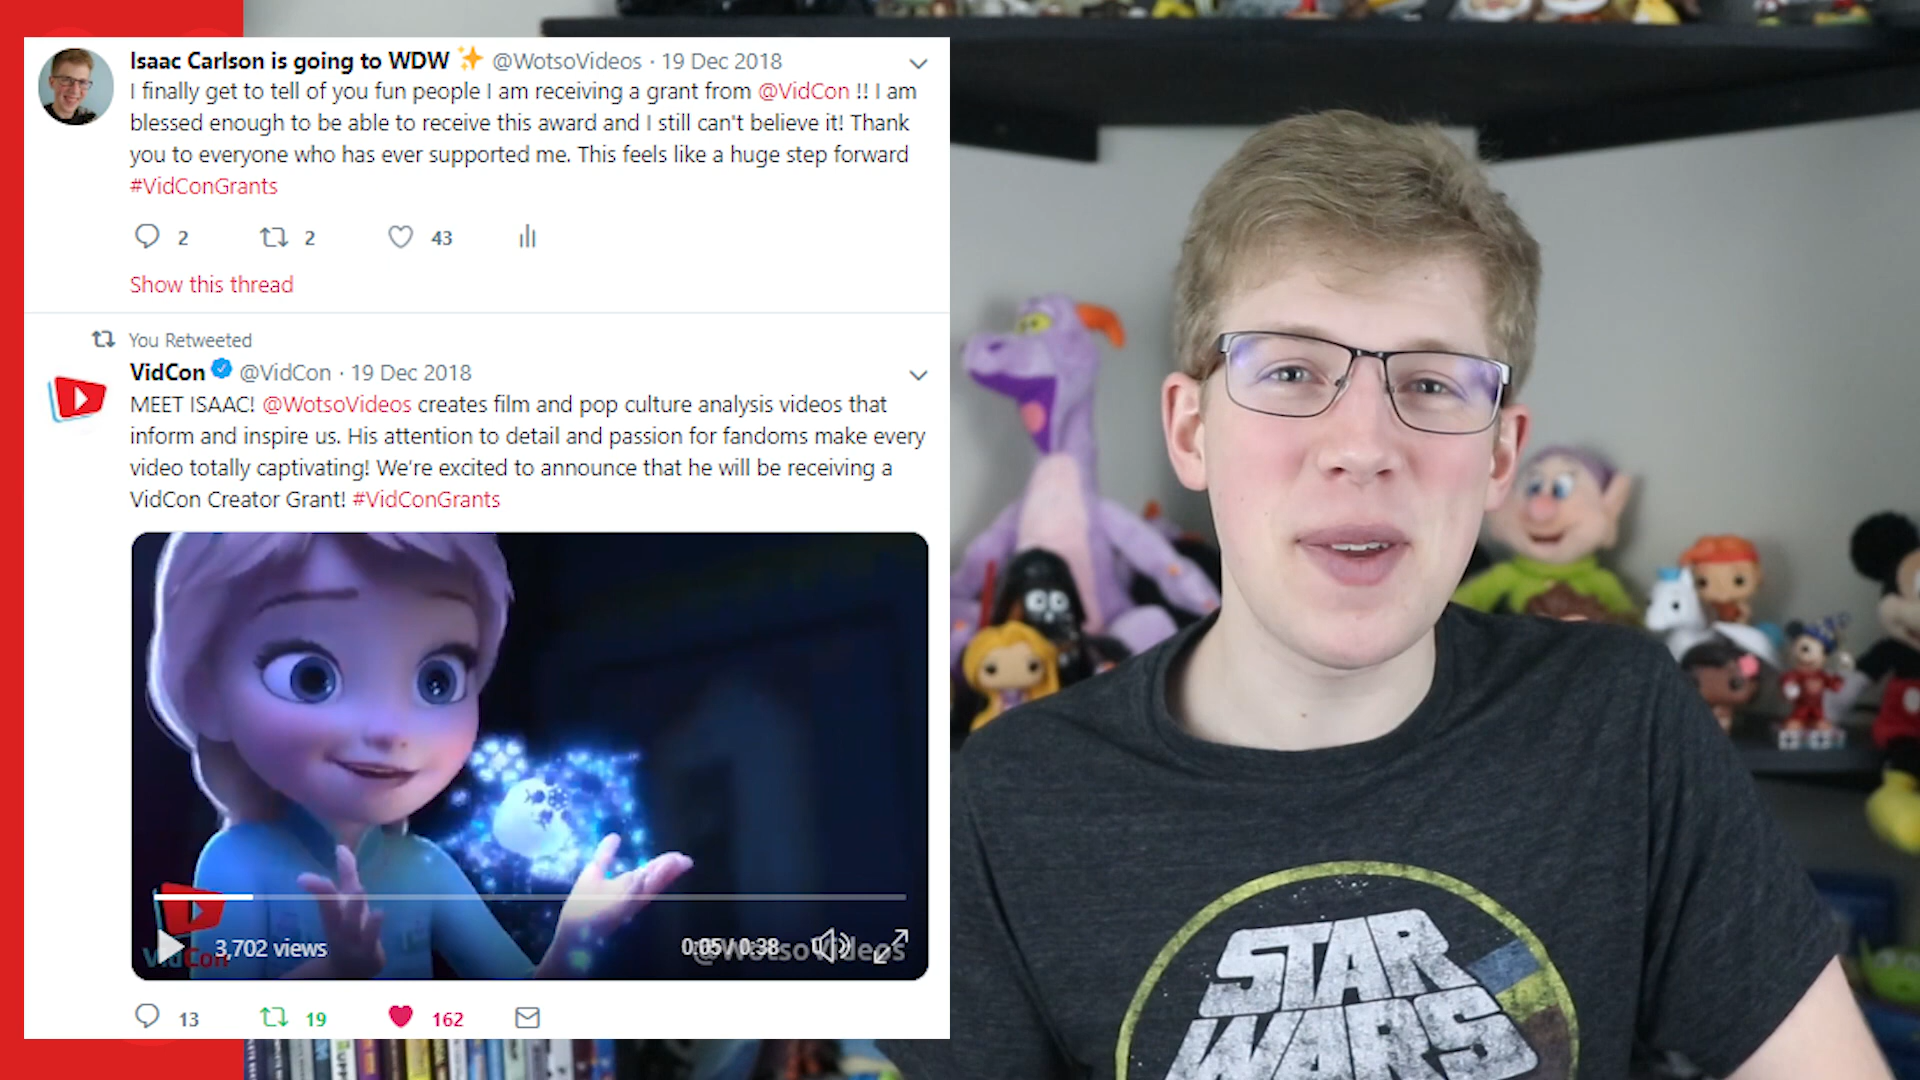 Isaac Carlson is going to WDW ✨ @WotsoVideos · 19 Dec 2018
I finally get to tell of you fun people I am receiving a grant from @VidCon !! I am
blessed enough to be able to receive this award and I still can't believe it! Thank
you to everyone who has ever supported me. This feels like a huge step forward
#VidConGrants
2 2 43
Show this thread
You Retweeted
VidCon @VidCon · 19 Dec 2018
MEET ISAAC! @WotsoVideos creates film and pop culture analysis videos that
inform and inspire us. His attention to detail and passion for fandoms make every
video totally captivating! We're excited to announce that he will be receiving a
VidCon Creator Grant! #VidConGrants
VidCon
3,702 views
0:05 / 0:38
@WotsoVideos
13 19 162
STAR
WARS